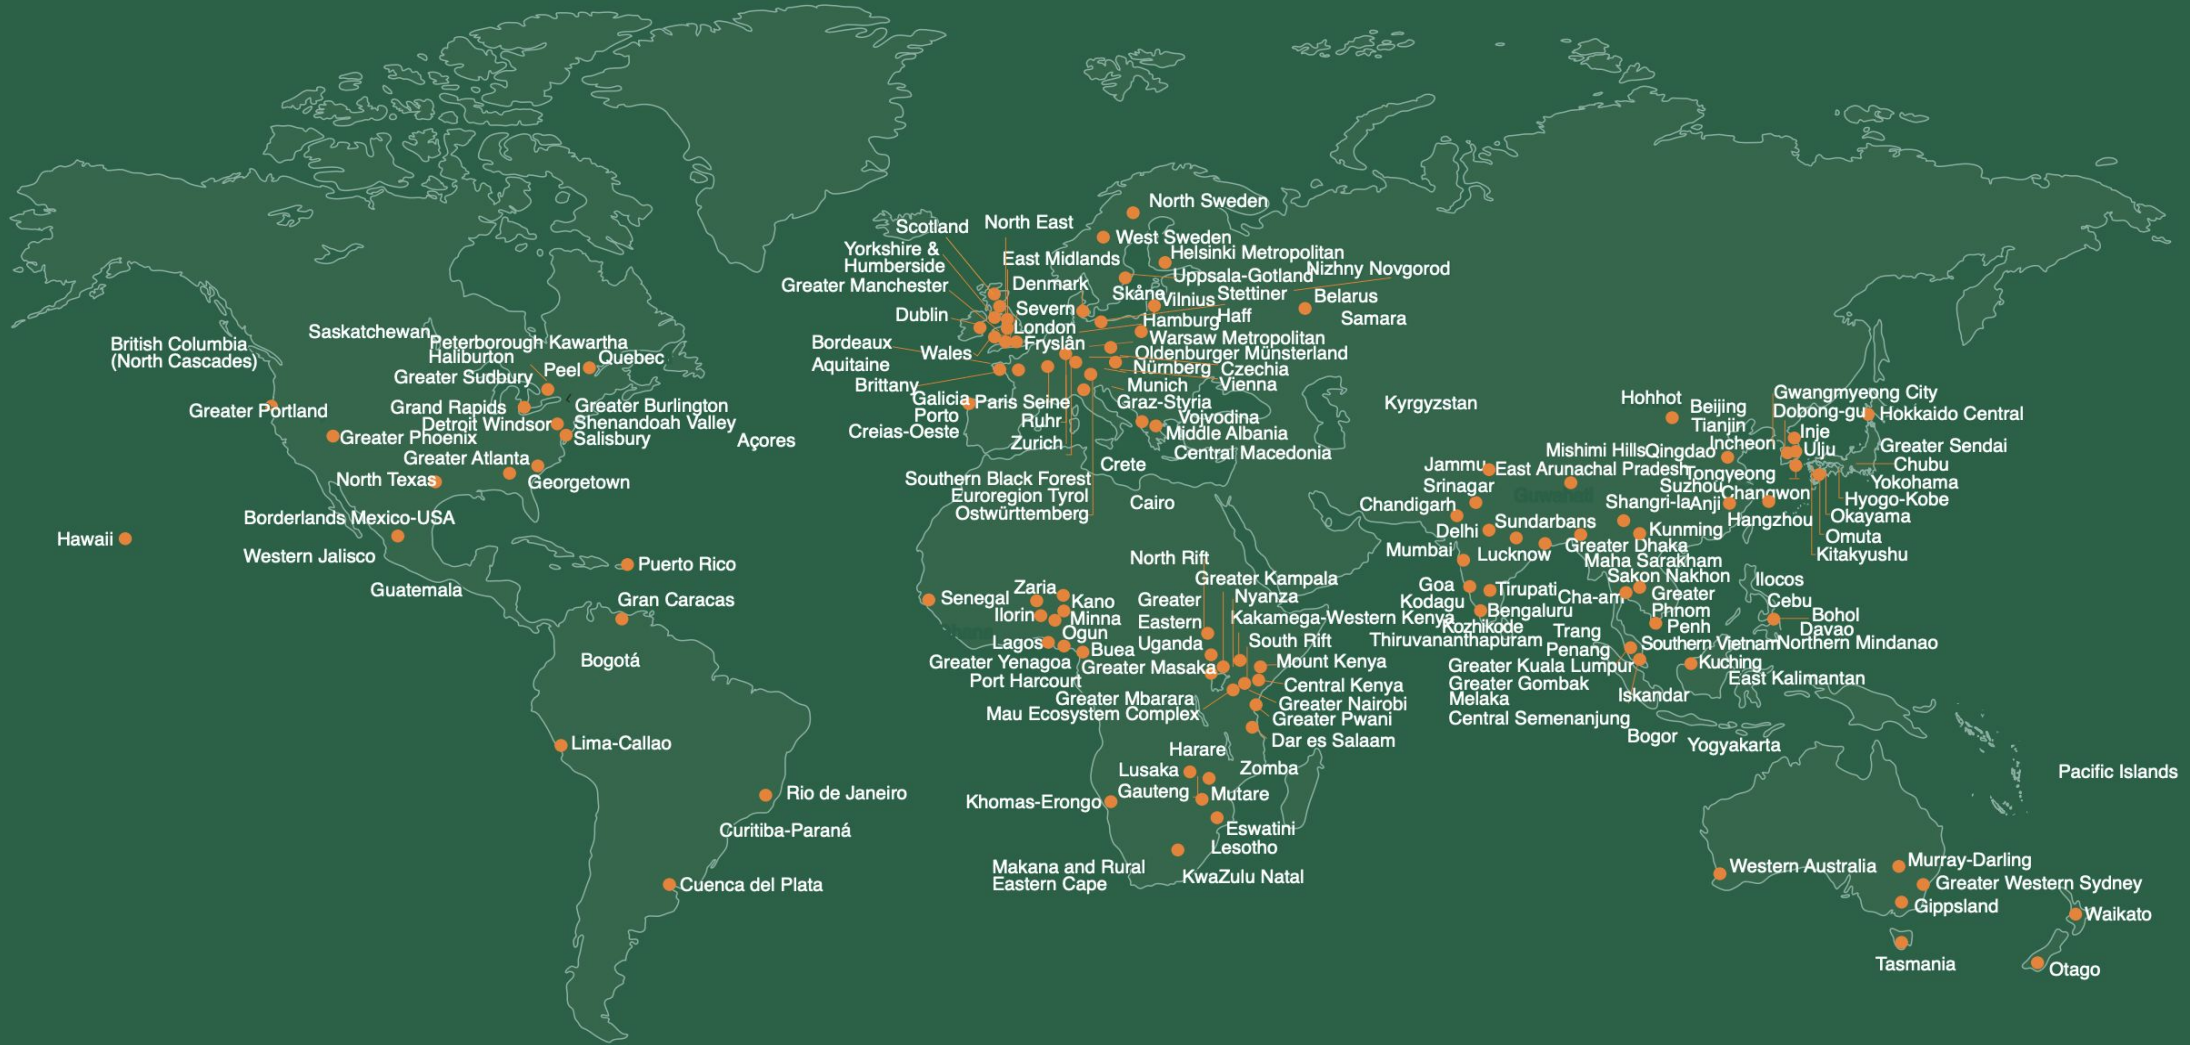 North Sweden
Scotland
North East
West Sweden
Yorkshire &
Humberside
East Midlands
Helsinki Metropolitan
Uppsala-Gotland
Nizhny Novgorod
Greater Manchester
Denmark
Skåne
Vilnius
Stettiner
Haff
Belarus
Samara
Dublin
Severn
London
Hamburg
Bordeaux
Aquitaine
Wales
Fryslân
Warsaw Metropolitan
Oldenburger Münsterland
Nürnberg
Czechia
Brittany
Munich
Vienna
Galicia
Paris Seine
Graz-Styria
Porto
Creias-Oeste
Ruhr
Zurich
Vojvodina
Middle Albania
Central Macedonia
Crete
Southern Black Forest
Euroregion Tyrol
Ostwürttemberg
Cairo
British Columbia
(North Cascades)
Saskatchewan
Peterborough Kawartha
Haliburton
Quebec
Peel
Greater Sudbury
Greater Portland
Grand Rapids
Detroit Windsor
Greater Burlington
Shenandoah Valley
Salisbury
Greater Phoenix
Açores
Greater Atlanta
North Texas
Georgetown
Borderlands Mexico-USA
Hawaii
Western Jalisco
Guatemala
Puerto Rico
Gran Caracas
Bogotá
Lima-Callao
Rio de Janeiro
Curitiba-Paraná
Cuenca del Plata
North Rift
Greater Kampala
Nyanza
Senegal
Zaria
Kano
Ilorin
Minna
Ogun
Ghana
Lagos
Buea
Greater
Eastern
Uganda
Kakamega-Western Kenya
South Rift
Greater Yenagoa
Port Harcourt
Greater Masaka
Mount Kenya
Central Kenya
Greater Mbarara
Mau Ecosystem Complex
Greater Nairobi
Greater Pwani
Dar es Salaam
Harare
Lusaka
Zomba
Gauteng
Mutare
Khomas-Erongo
Eswatini
Lesotho
Makana and Rural
Eastern Cape
KwaZulu Natal
Kyrgyzstan
Hohhot
Beijing
Tianjin
Gwangmyeong City
Dobong-gu
Hokkaido Central
Inje
Ulju
Incheon
Mishimi Hills
Qingdao
Greater Sendai
Jammu
East Arunachal Pradesh
Tongyeong
Chubu
Srinagar
Guwahati
Suzhou
Changwon
Yokohama
Chandigarh
Shangri-la
Anji
Hyogo-Kobe
Delhi
Sundarbans
Hangzhou
Okayama
Kunming
Omuta
Mumbai
Lucknow
Greater Dhaka
Kitakyushu
Maha Sarakham
Sakon Nakhon
Goa
Tirupati
Cha-am
Greater
Phnom
Penh
Ilocos
Cebu
Kodagu
Bengaluru
Bohol
Davao
Kozhikode
Thiruvananthapuram
Trang
Penang
Southern Vietnam
Northern Mindanao
Greater Kuala Lumpur
Kuching
Greater Gombak
East Kalimantan
Melaka
Iskandar
Central Semenanjung
Bogor
Yogyakarta
Pacific Islands
Western Australia
Murray-Darling
Greater Western Sydney
Gippsland
Waikato
Tasmania
Otago